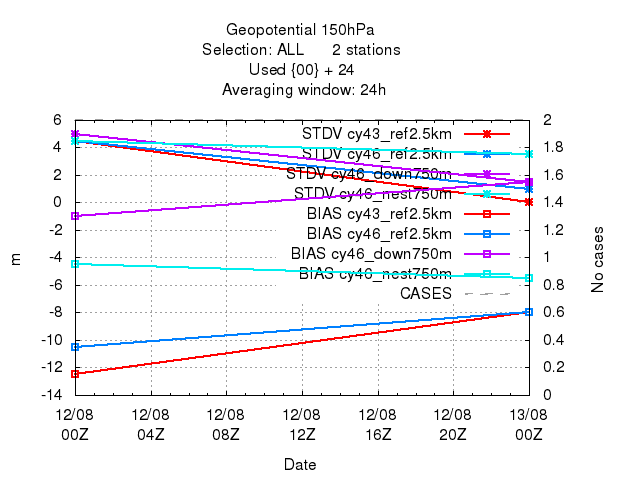 Geopotential 150hPa
Selection: ALL 2 stations
Used {00} + 24
Averaging window: 24h
6 2
4 1.8
2 1.6
0 1.4
-2 1.2
-4 1
-6 0.8
-8 0.6
-10 0.4
-12 0.2
-14 0
m
No cases
STDV cy43_ref2.5km
STDV cy46_ref2.5km
STDV cy46_down750m
STDV cy46_nest750m
BIAS cy43_ref2.5km
BIAS cy46_ref2.5km
BIAS cy46_down750m
BIAS cy46_nest750m
CASES
12/08 12/08 12/08 12/08 12/08 12/08 13/08
00Z 04Z 08Z 12Z 16Z 20Z 00Z
Date